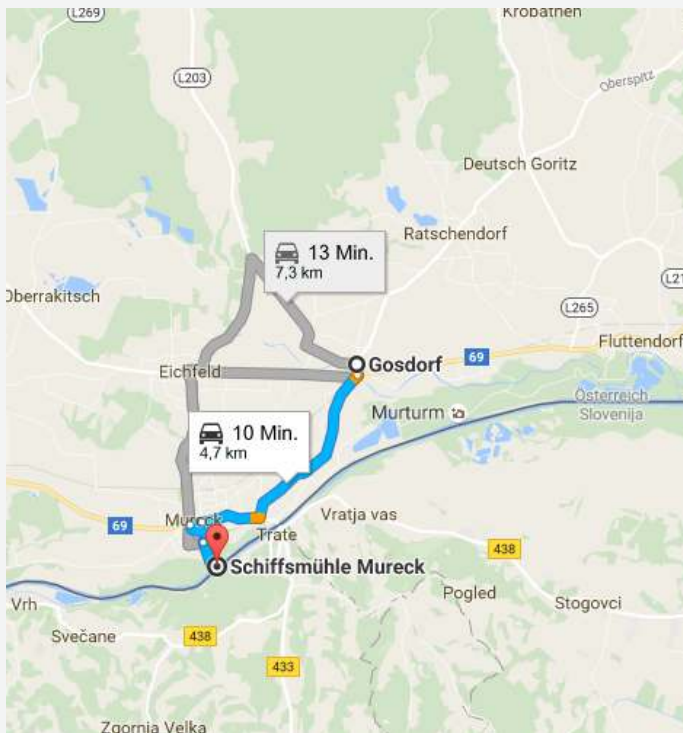 L269
Krobathen
L203
Oberspitz
Deutsch Goritz
Ratschendorf
13 Min.
7,3 km
L21
Oberrakitsch
L265
Fluttendorf
69
Gosdorf
Eichfeld
Österreich
Slovenija
Murturm
10 Min.
4,7 km
69
Mureck
Vratja vas
Trate
438
Schiffsmühle Mureck
Pogled
Vrh
Stogovci
Svečane
438
433
Zgornja Velka